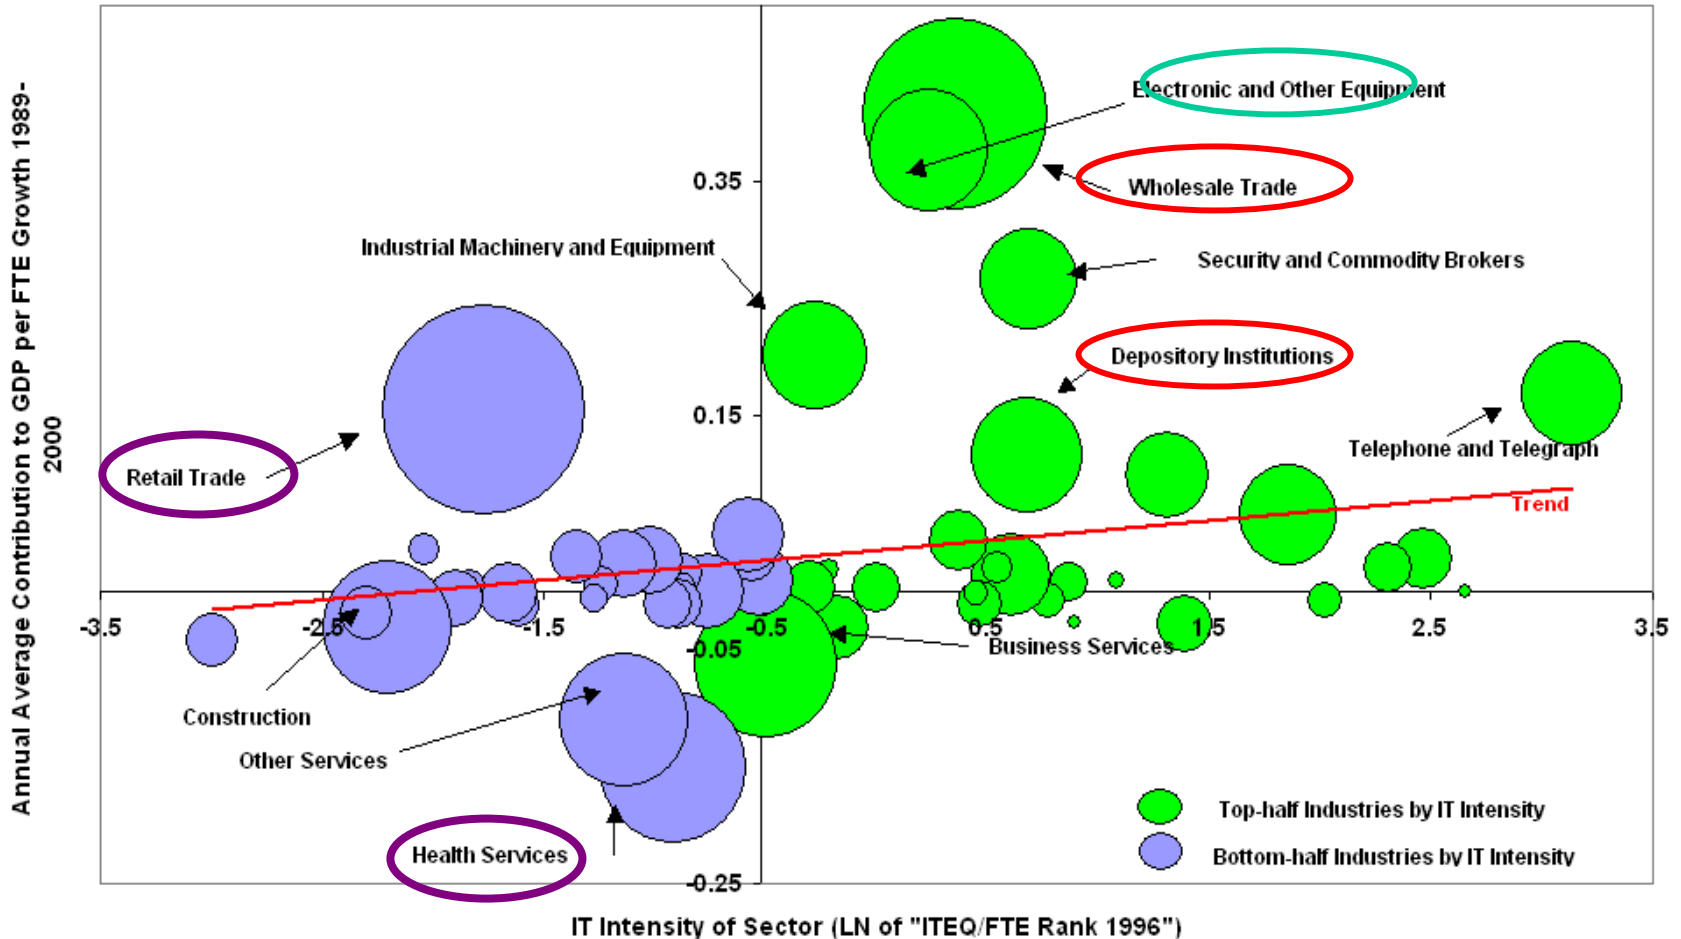 Annual Average Contribution to GDP per FTE Growth 1989-
2000
Electronic and Other Equipment
0.35
Wholesale Trade
Industrial Machinery and Equipment
Security and Commodity Brokers
Depository Institutions
0.15
Telephone and Telegraph
Retail Trade
Trend
-3.5
-2.5
-1.5
-0.5
0.5
1.5
2.5
3.5
-0.05
Business Services
Construction
Other Services
Top-half Industries by IT Intensity
Health Services
Bottom-half Industries by IT Intensity
-0.25
IT Intensity of Sector (LN of "ITEQ/FTE Rank 1996")